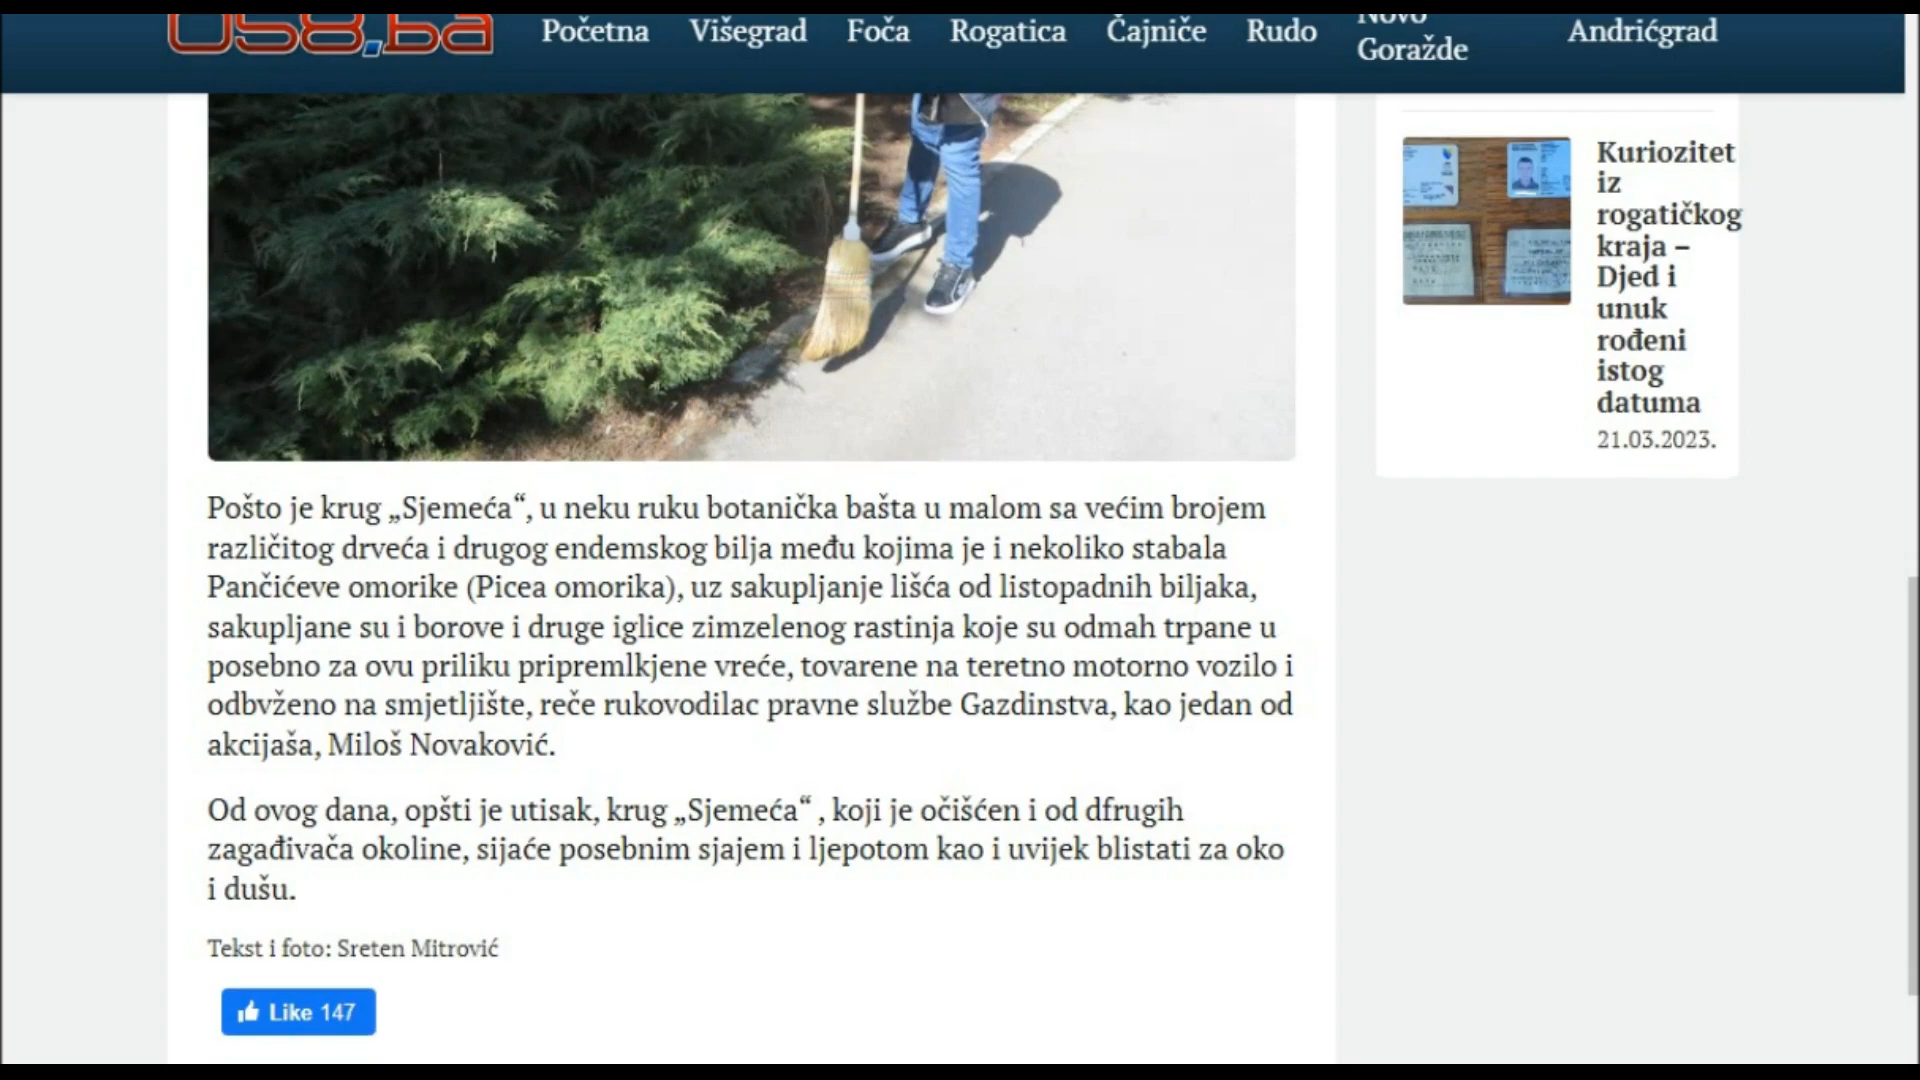 058.ba
Početna
Višegrad
Foča
Rogatica
Čajniče
Rudo
Novo
Goražde
Andrićgrad
Kuriozitet
iz
rogatičkog
kraja –
Djed i
unuk
rođeni
istog
datuma
21.03.2023.
Pošto je krug „Sjemeća“, u neku ruku botanička bašta u malom sa većim brojem
različitog drveća i drugog endemskog bilja među kojima je i nekoliko stabala
Pančićeve omorike (Picea omorika), uz sakupljanje lišća od listopadnih biljaka,
sakupljane su i borove i druge iglice zimzelenog rastinja koje su odmah trpane u
posebno za ovu priliku pripremlkjene vreće, tovarene na teretno motorno vozilo i
odbvženo na smjetljište, reče rukovodilac pravne službe Gazdinstva, kao jedan od
akcijaša, Miloš Novaković.
Od ovog dana, opšti je utisak, krug „Sjemeća“ , koji je očišćen i od dfrugih
zagađivača okoline, sijaće posebnim sjajem i ljepotom kao i uvijek blistati za oko
i dušu.
Tekst i foto: Sreten Mitrović
Like 147